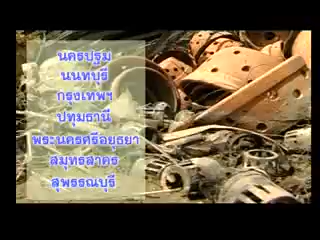 นครปฐม
นนทบุรี
กรุงเทพฯ
ปทุมธานี
พระนครศรีอยุธยา
สมุทรสาคร
สุพรรณบุรี